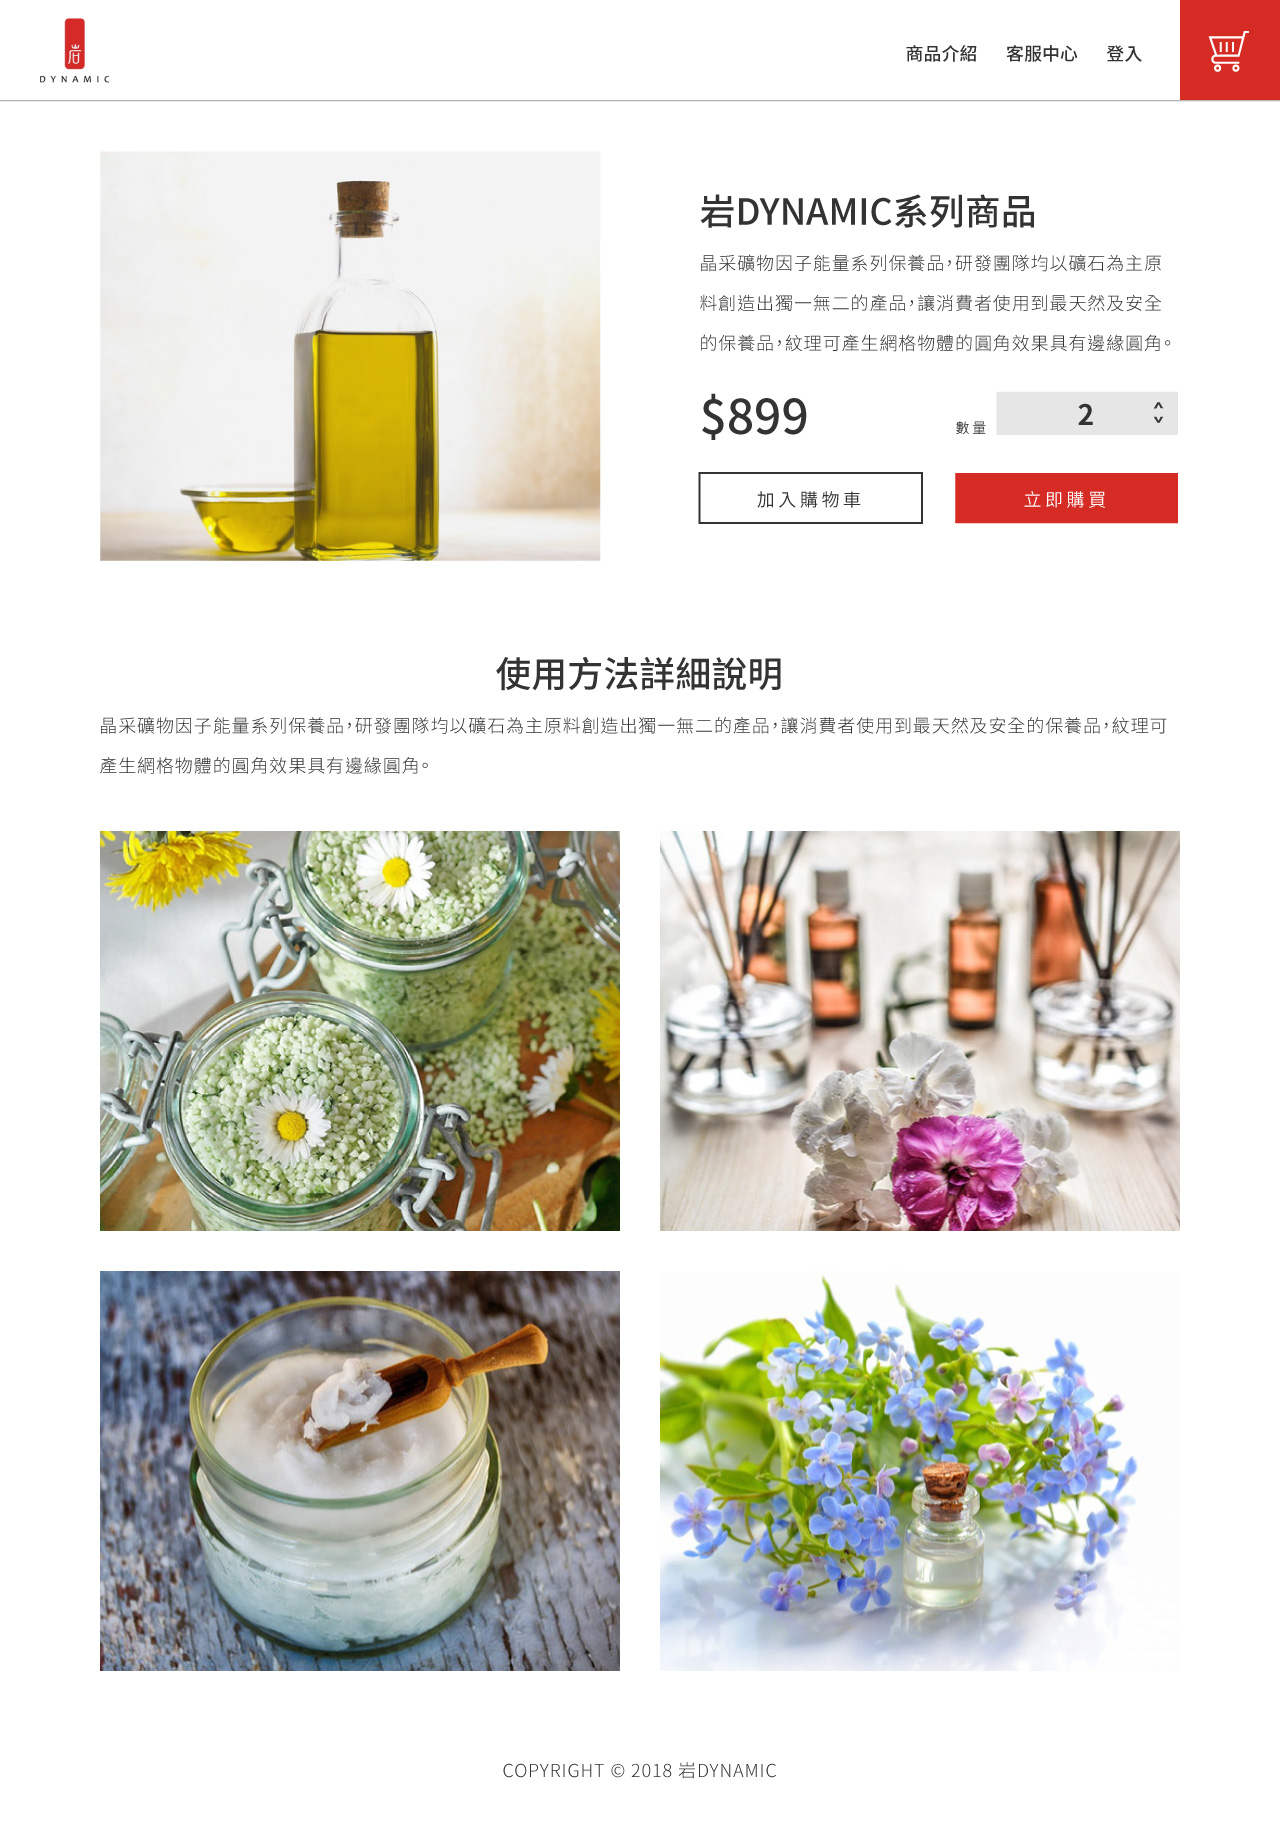 岩
DYNAMIC
商品介紹 客服中心 登入
岩DYNAMIC系列商品
晶采礦物因子能量系列保養品，研發團隊均以礦石為主原
料創造出獨一無二的產品，讓消費者使用到最天然及安全
的保養品，紋理可產生網格物體的圓角效果具有邊緣圓角。
$899
數量
2
加入購物車
立即購買
使用方法詳細說明
晶采礦物因子能量系列保養品，研發團隊均以礦石為主原料創造出獨一無二的產品，讓消費者使用到最天然及安全的保養品，紋理可
產生網格物體的圓角效果具有邊緣圓角。
COPYRIGHT © 2018 岩DYNAMIC